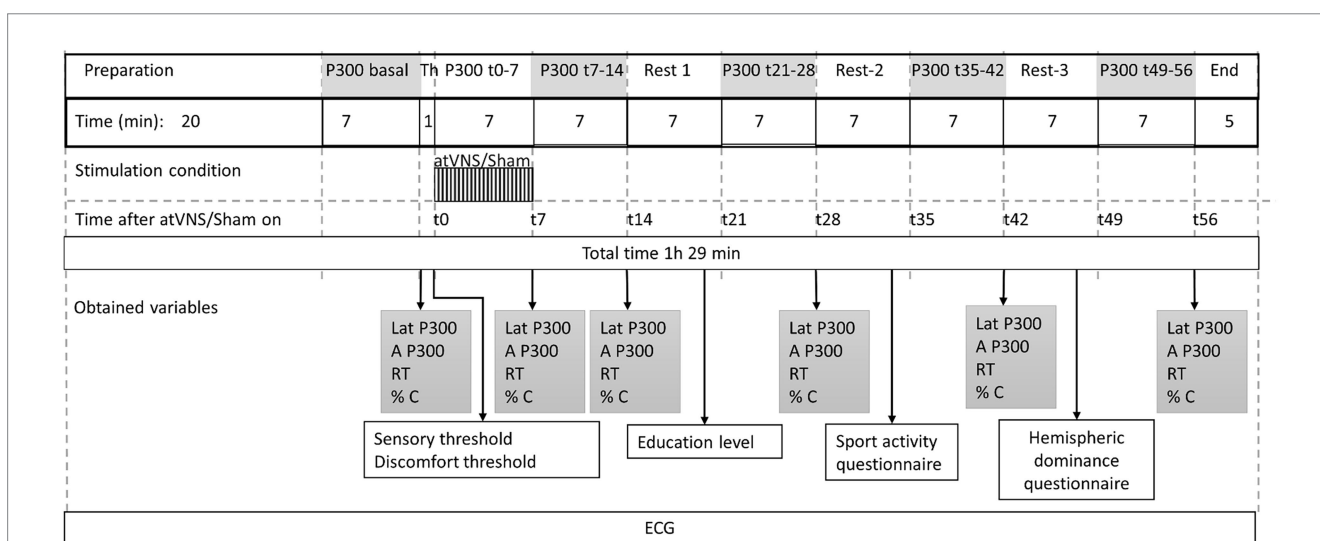 Preparation P300 basal Th P300 t0-7 P300 t7-14 Rest 1 P300 t21-28 Rest-2 P300 t35-42 Rest-3 P300 t49-56 End
Time (min): 20 7 1 7 7 7 7 7 7 7 7 5
atVNS/Sham
Stimulation condition
Time after atVNS/Sham on t0 t7 t14 t21 t28 t35 t42 t49 t56
Total time 1h 29 min
Obtained variables
Lat P300
A P300
RT
% C
Lat P300
A P300
RT
% C
Lat P300
A P300
RT
% C
Lat P300
A P300
RT
% C
Lat P300
A P300
RT
% C
Lat P300
A P300
RT
% C
Sensory threshold
Discomfort threshold
Education level
Sport activity
questionnaire
Hemispheric
dominance
questionnaire
ECG